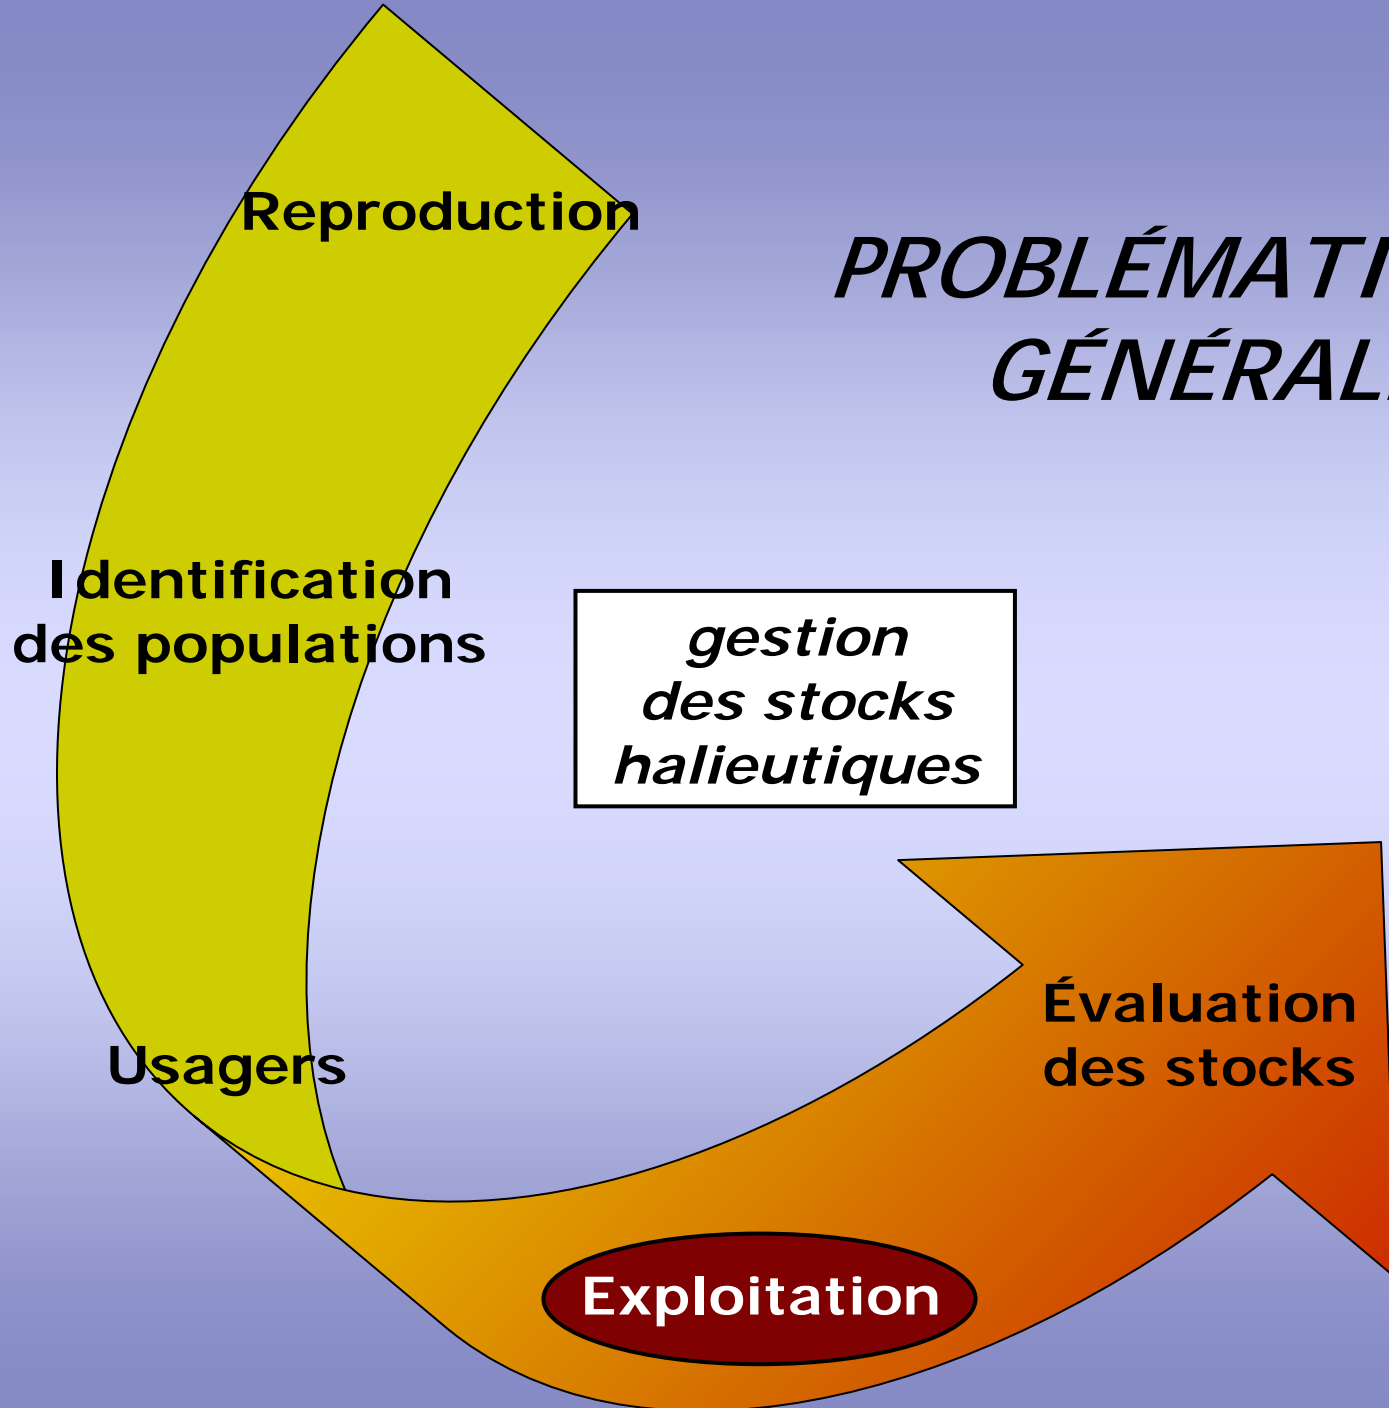 Reproduction
PROBLÉMATI
GÉNÉRAL
Identification
des populations
gestion
des stocks
halieutiques
Évaluation
des stocks
Usagers
Exploitation